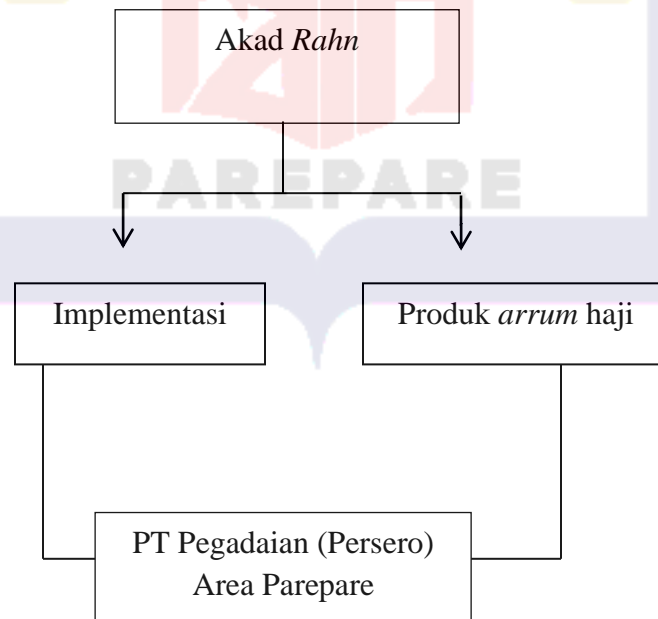 Akad Rahn
PAREPARE
Implementasi
Produk arrum haji
PT Pegadaian (Persero)
Area Parepare